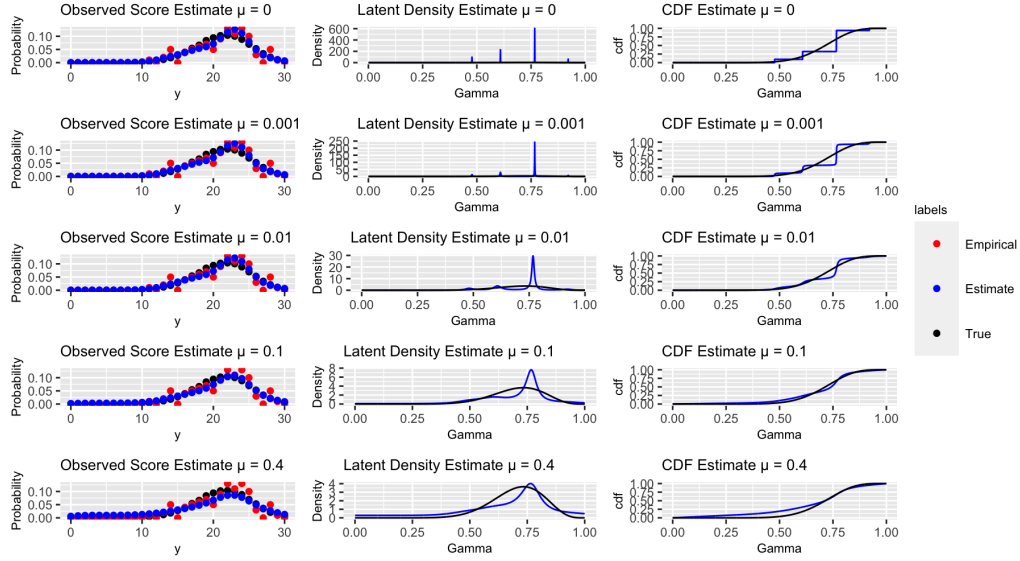 Observed Score Estimate μ = 0
Probability
0.10
0.05
0.00
0 10 20 30
y
Latent Density Estimate μ = 0
Density
600
400
200
0
0.00 0.25 0.50 0.75 1.00
Gamma
CDF Estimate μ = 0
cdf
1.00
0.75
0.50
0.25
0.00
0.00 0.25 0.50 0.75 1.00
Gamma
Observed Score Estimate μ = 0.001
Probability
0.10
0.05
0.00
0 10 20 30
y
Latent Density Estimate μ = 0.001
Density
250
200
150
100
50
0
0.00 0.25 0.50 0.75 1.00
Gamma
CDF Estimate μ = 0.001
cdf
1.00
0.75
0.50
0.25
0.00
0.00 0.25 0.50 0.75 1.00
Gamma
Observed Score Estimate μ = 0.01
Probability
0.10
0.05
0.00
0 10 20 30
y
Latent Density Estimate μ = 0.01
Density
30
20
10
0
0.00 0.25 0.50 0.75 1.00
Gamma
CDF Estimate μ = 0.01
cdf
1.00
0.75
0.50
0.25
0.00
0.00 0.25 0.50 0.75 1.00
Gamma
Observed Score Estimate μ = 0.1
Probability
0.10
0.05
0.00
0 10 20 30
y
Latent Density Estimate μ = 0.1
Density
8
6
4
2
0
0.00 0.25 0.50 0.75 1.00
Gamma
CDF Estimate μ = 0.1
cdf
1.00
0.75
0.50
0.25
0.00
0.00 0.25 0.50 0.75 1.00
Gamma
Observed Score Estimate μ = 0.4
Probability
0.10
0.05
0.00
0 10 20 30
y
Latent Density Estimate μ = 0.4
Density
4
3
2
1
0
0.00 0.25 0.50 0.75 1.00
Gamma
CDF Estimate μ = 0.4
cdf
1.00
0.75
0.50
0.25
0.00
0.00 0.25 0.50 0.75 1.00
Gamma
labels
Empirical
Estimate
True